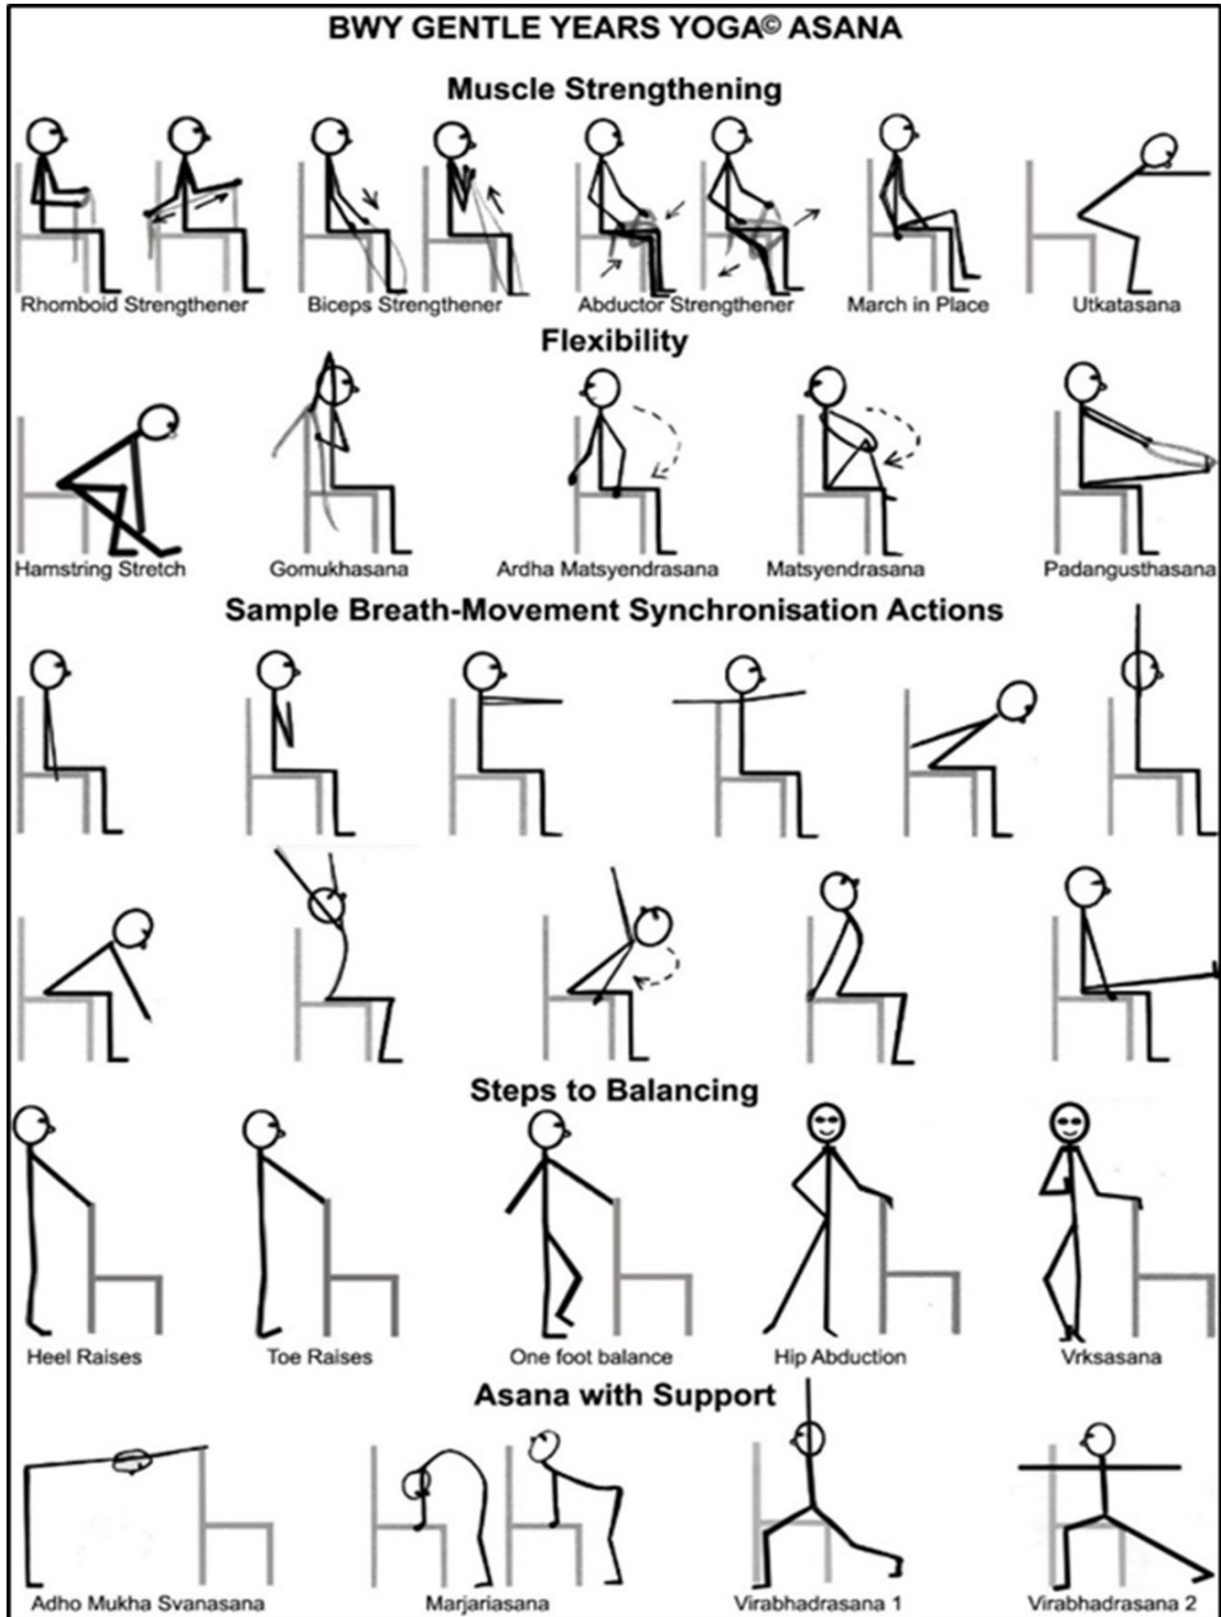 BWY GENTLE YEARS YOGA© ASANA
Muscle Strengthening
Rhomboid Strengthener
Biceps Strengthener
Abductor Strengthener
March in Place
Utkatasana
Flexibility
Hamstring Stretch
Gomukhasana
Ardha Matsyendrasana
Matsyendrasana
Padangusthasana
Sample Breath-Movement Synchronisation Actions
Steps to Balancing
Heel Raises
Toe Raises
One foot balance
Hip Abduction
Vrksasana
Asana with Support
Adho Mukha Svanasana
Marjariasana
Virabhadrasana 1
Virabhadrasana 2